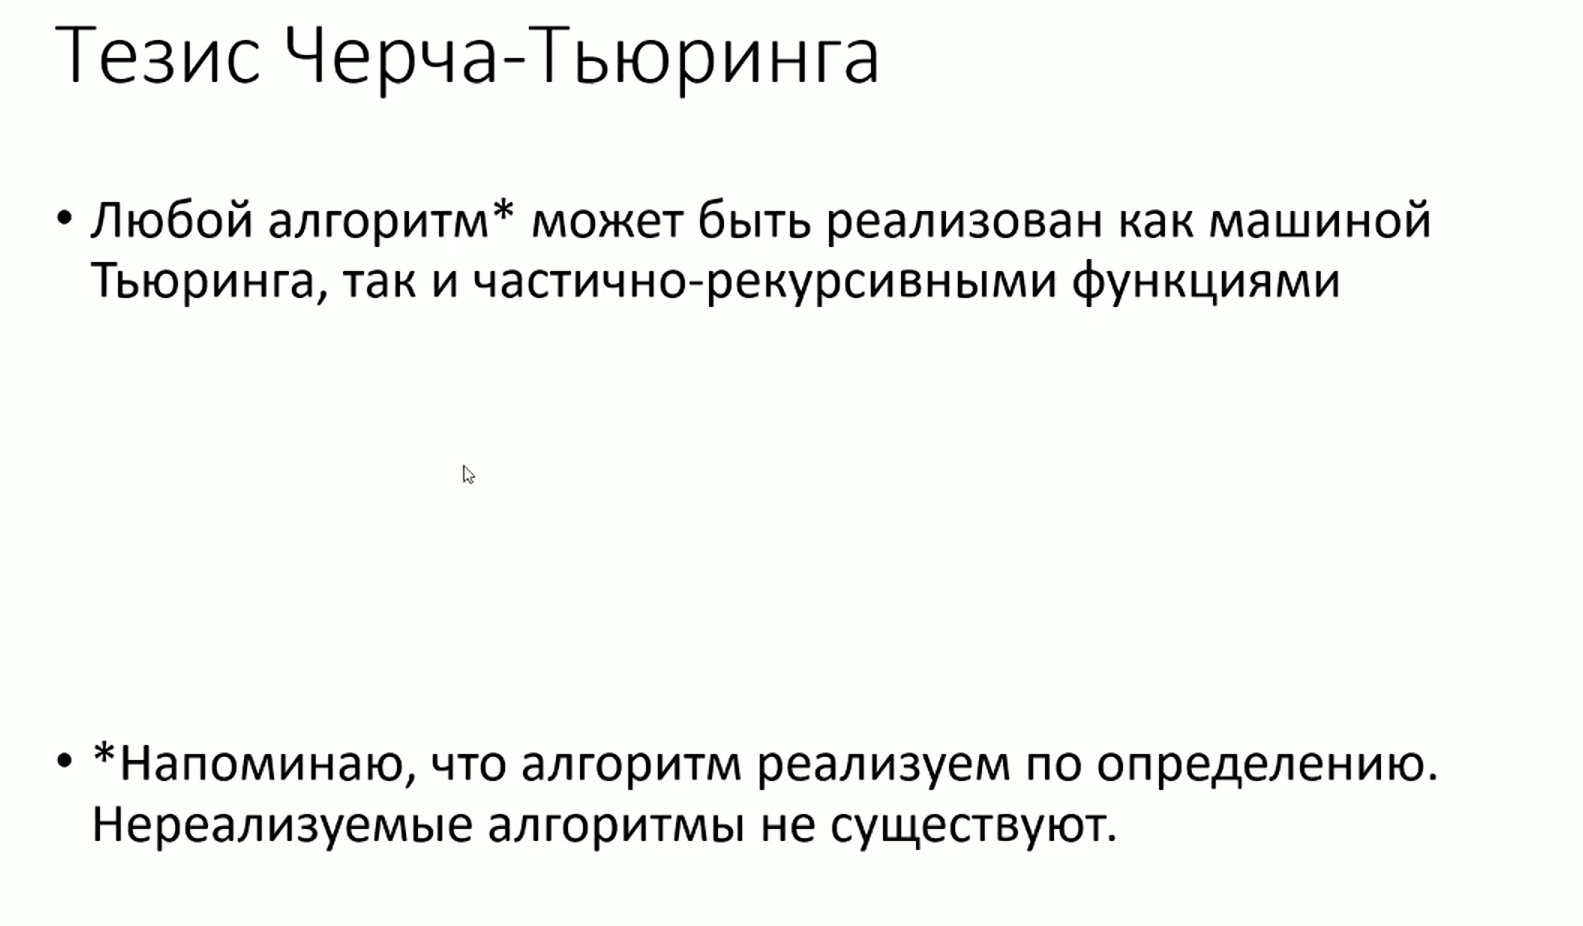 Тезис Черча-Тьюринга
• Любой алгоритм* может быть реализован как машиной
Тьюринга, так и частично-рекурсивными функциями
• *Напоминаю, что алгоритм реализуем по определению.
Нереализуемые алгоритмы не существуют.